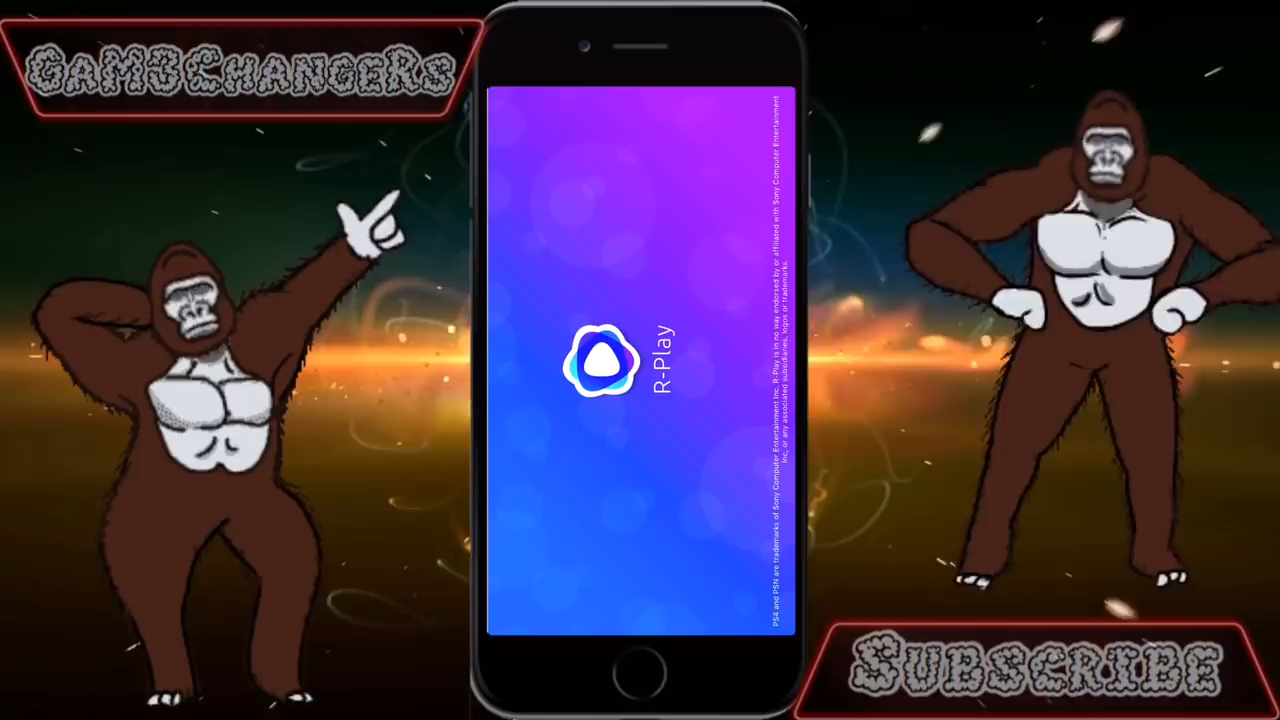 GaM3ChangeRs
R-Play
PS4 and PSN are trademarks of Sony Computer Entertainment Inc. R-Play is in no way endorsed by or affiliated with Sony Computer Entertainment
Inc, or any associated subsidiaries, logos or trademarks.
Subscribe